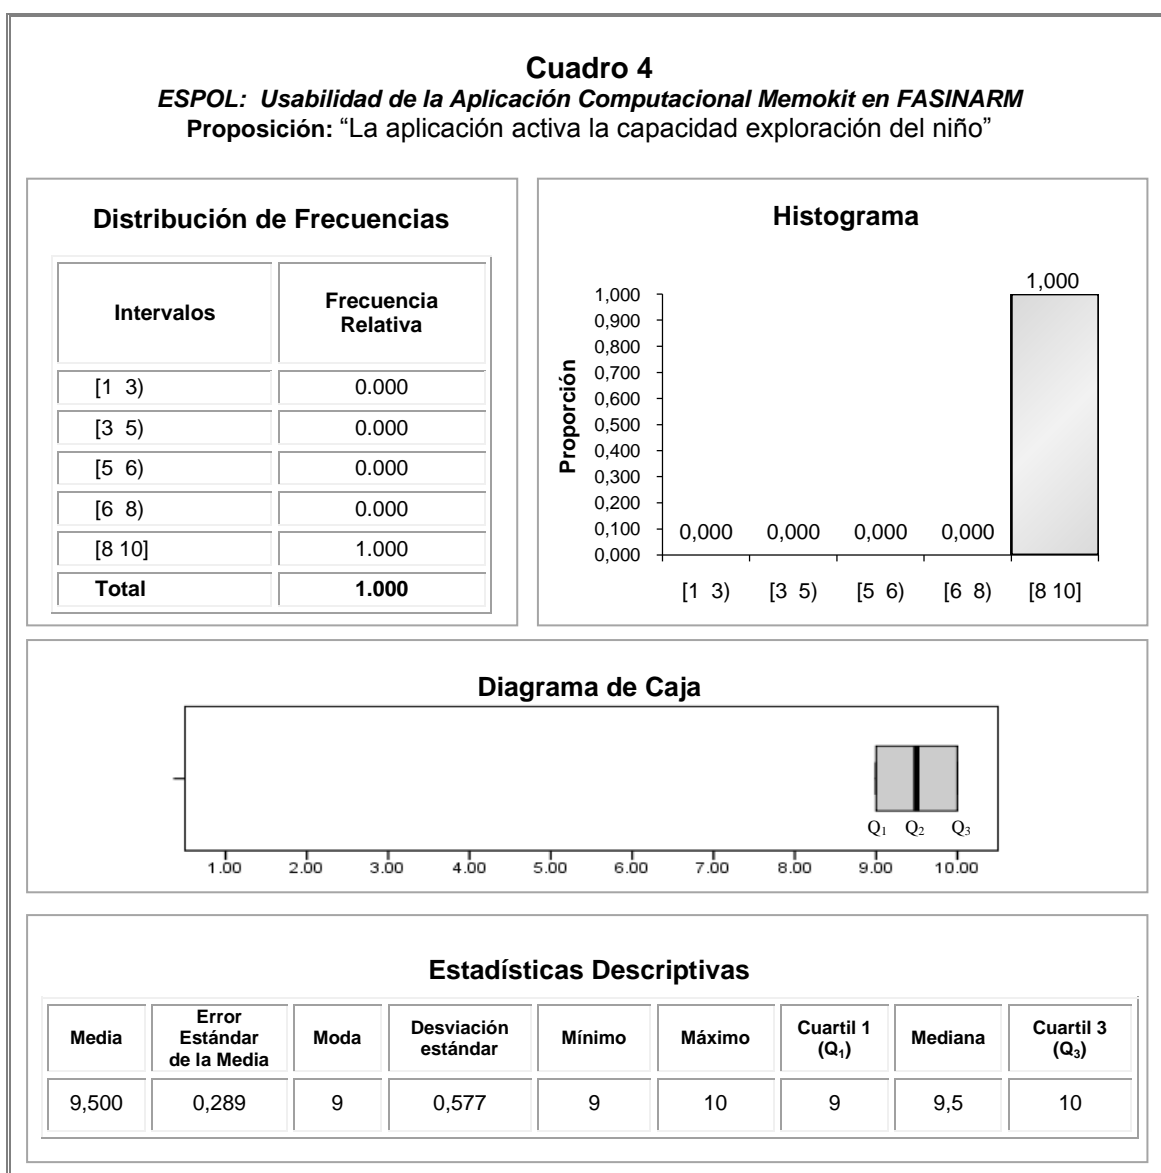 Cuadro 4
ESPOL: Usabilidad de la Aplicación Computacional Memokit en FASINARM
Proposición: “La aplicación activa la capacidad exploración del niño”
Distribución de Frecuencias
Intervalos
Frecuencia
Relativa
[1 3) 0.000
[3 5) 0.000
[5 6) 0.000
[6 8) 0.000
[8 10] 1.000
Total 1.000
Histograma
Proporción
1,000
1,000
0,900
0,800
0,700
0,600
0,500
0,400
0,300
0,200
0,100
0,000
0,000 0,000 0,000 0,000
[1 3) [3 5) [5 6) [6 8) [8 10]
Diagrama de Caja
Q1 Q2 Q3
1.00 2.00 3.00 4.00 5.00 6.00 7.00 8.00 9.00 10.00
Estadísticas Descriptivas
Media
Error
Estándar
de la Media
Moda
Desviación
estándar
Mínimo
Máximo
Cuartil 1
(Q1)
Mediana
Cuartil 3
(Q3)
9,500 0,289 9 0,577 9 10 9 9,5 10